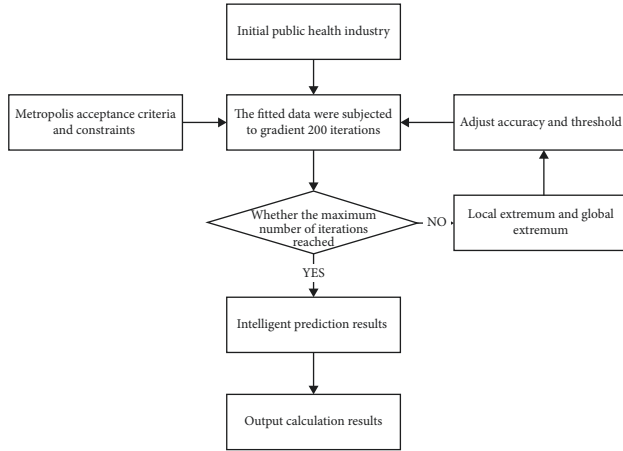 Initial public health
industry
Metropolis acceptance criteria
and constraints
The fitted data were subjected
to gradient 200 iterations
Adjust accuracy and threshold
Whether the maximum
number of iterations
reached
NO
Local extremum and global
extremum
YES
Intelligent prediction results
Output calculation results